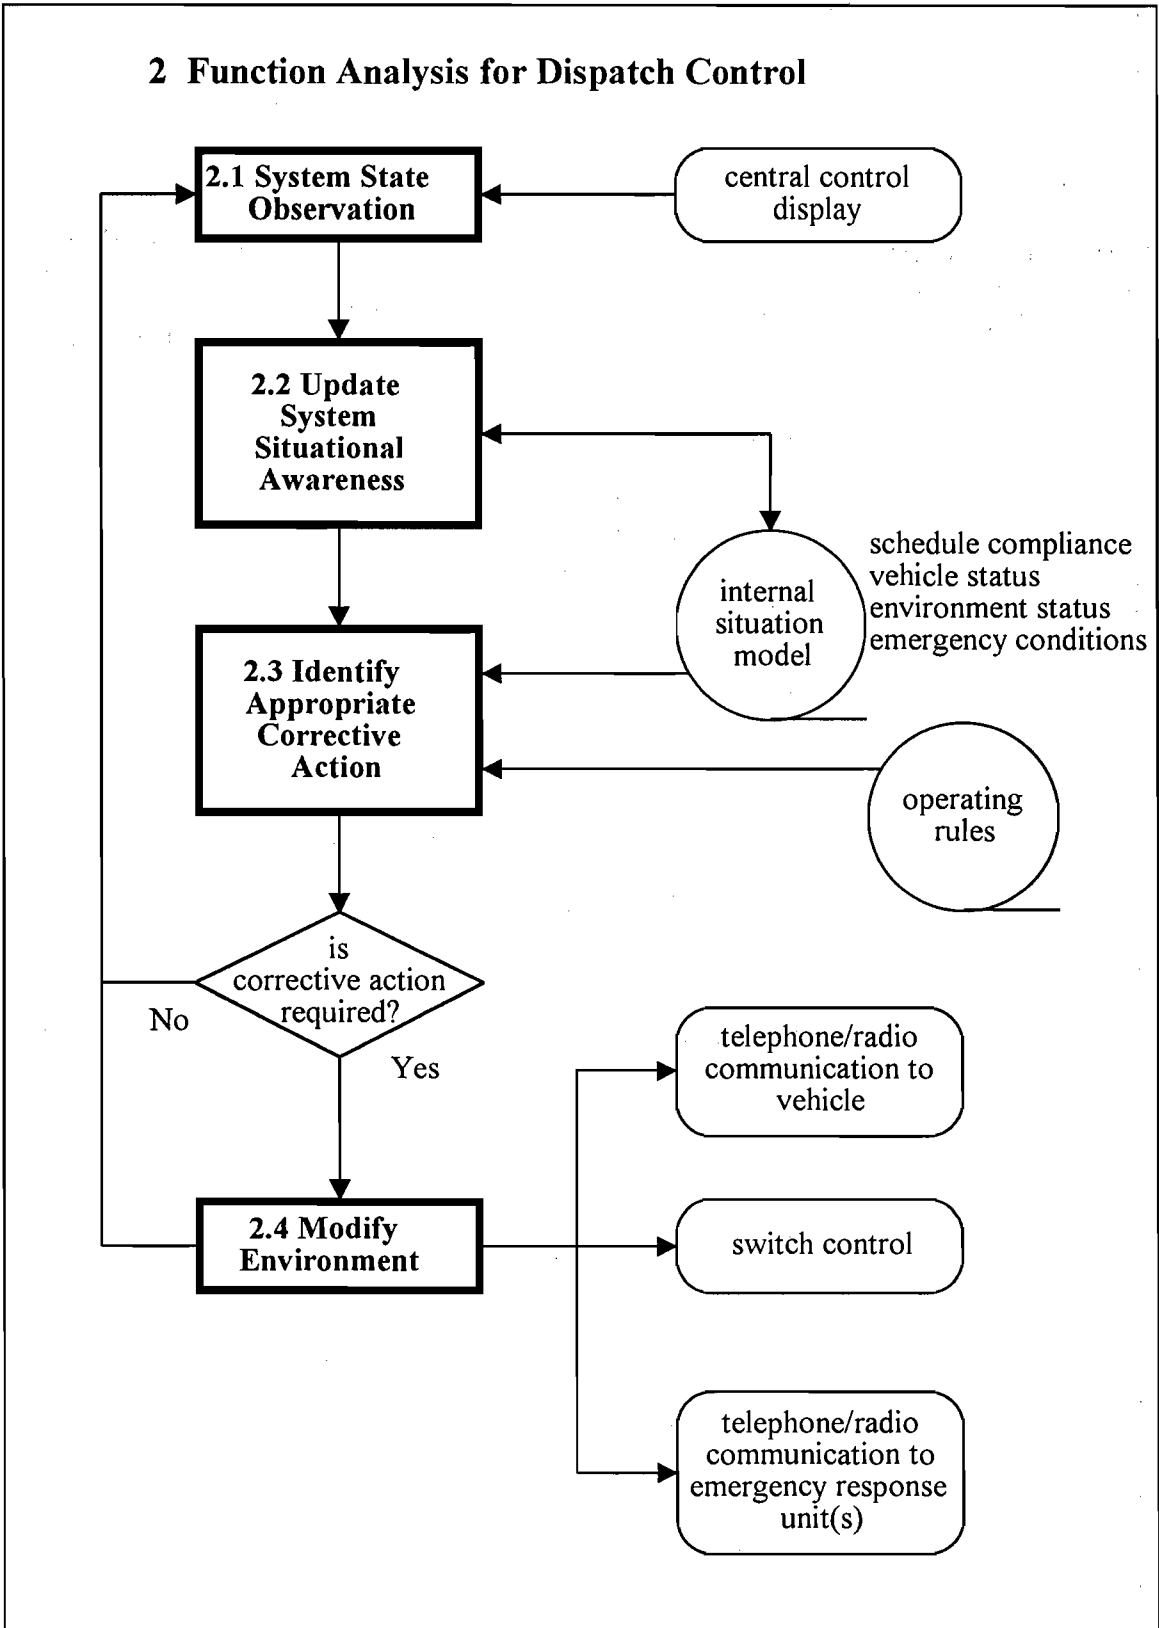 2 Function Analysis for Dispatch Control
2.1 System State
Observation
central control
display
2.2 Update
System
Situational
Awareness
internal
situation
model
schedule compliance
vehicle status
environment status
emergency conditions
2.3 Identify
Appropriate
Corrective
Action
operating
rules
is
corrective action
required?
No
Yes
telephone/radio
communication to
vehicle
2.4 Modify
Environment
switch control
telephone/radio
communication to
emergency response
unit(s)